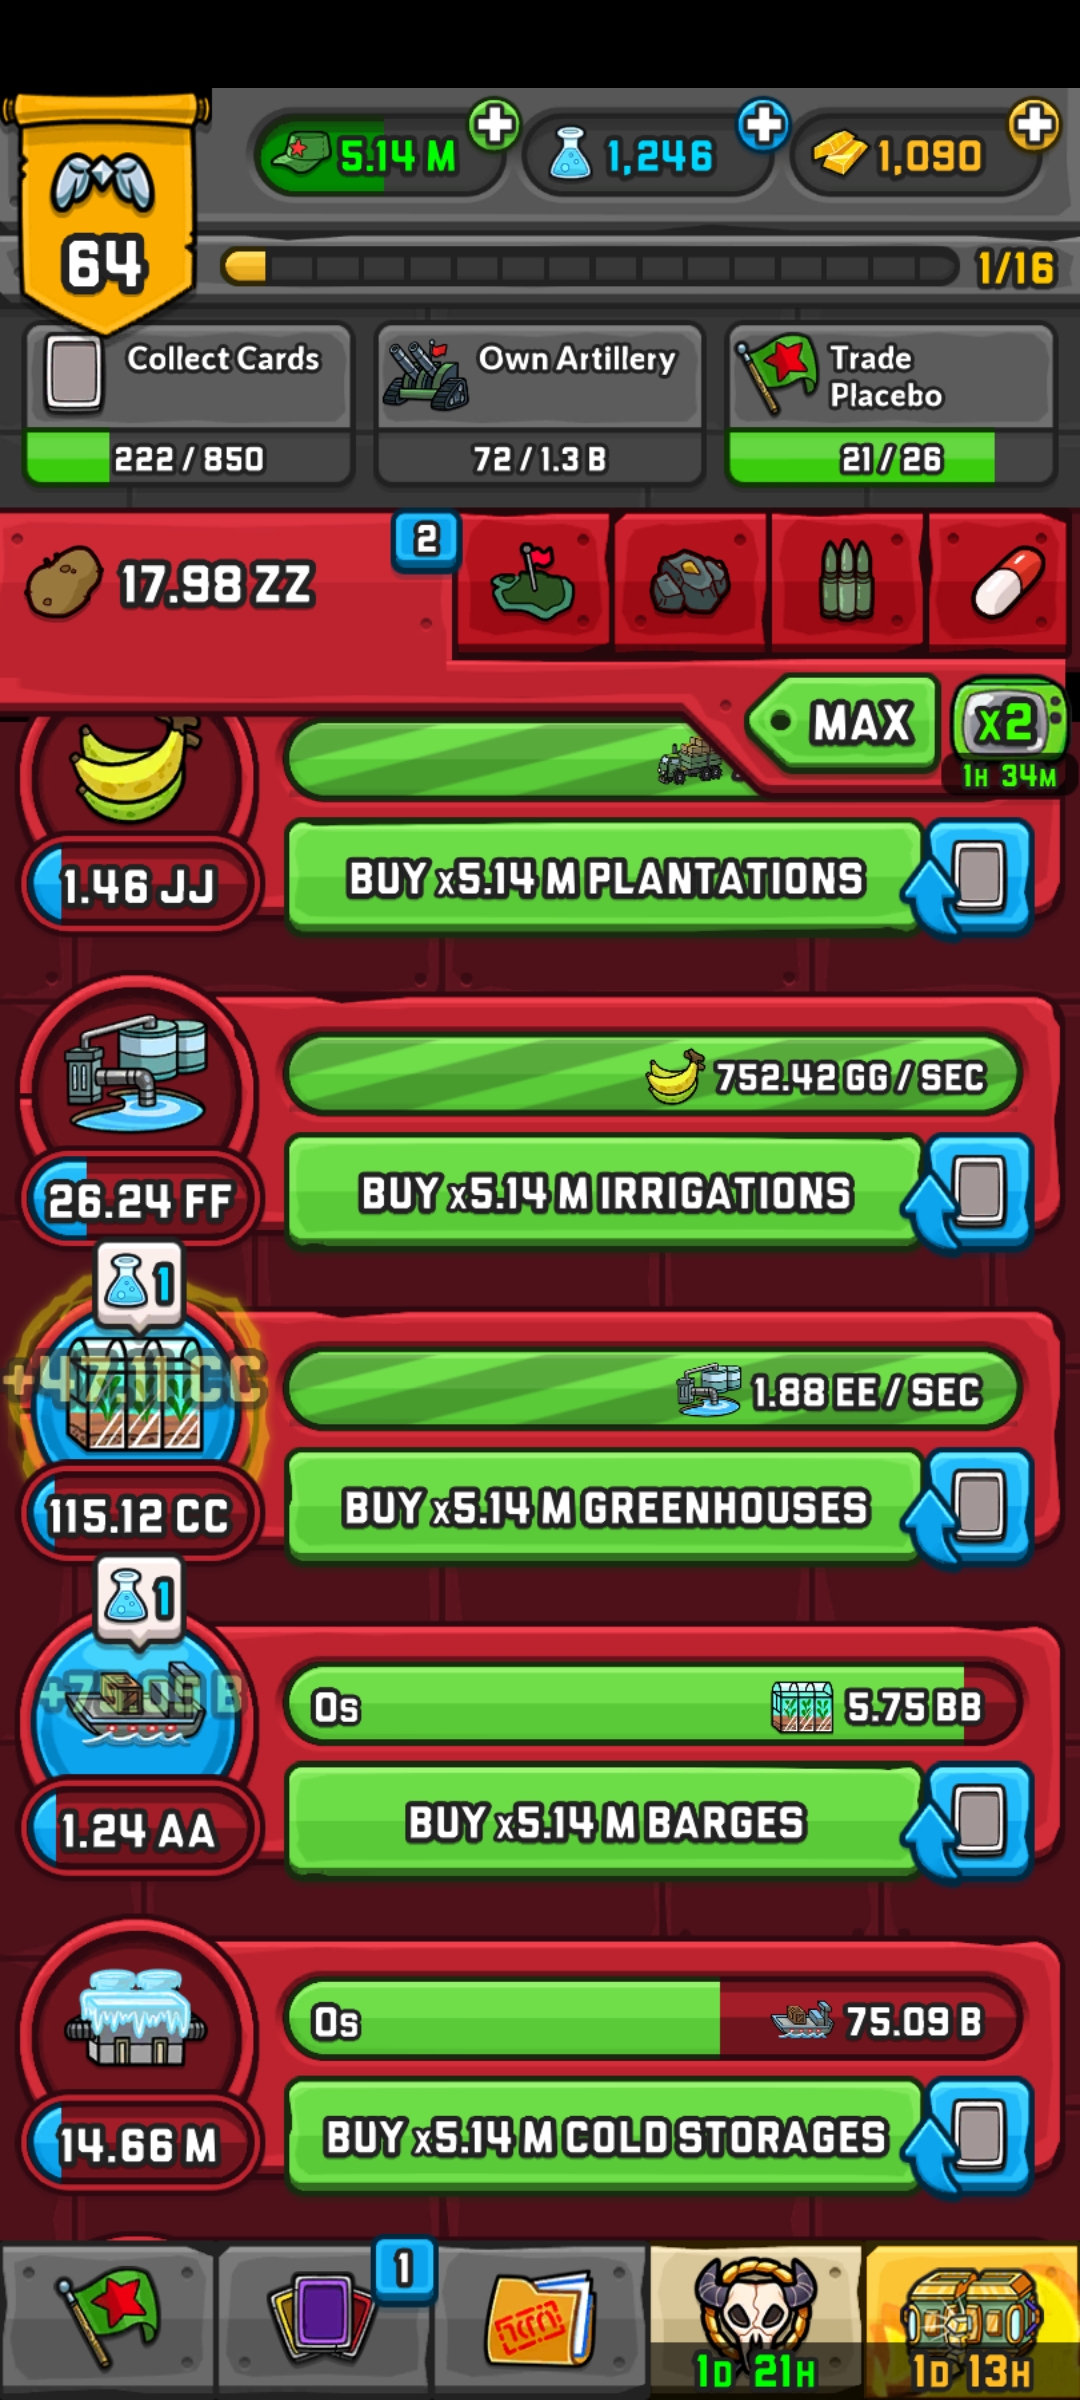 64
5.14 M
1,246
1,090
1/16
Collect Cards
222 / 850
Own Artillery
72 / 1.3 B
Trade
Placebo
21 / 26
17.98 ZZ
2
MAX
x2
1H 34M
1.46 JJ
BUY x5.14 M PLANTATIONS
752.42 GG / SEC
26.24 FF
BUY x5.14 M IRRIGATIONS
1
1.88 EE / SEC
115.12 CC
BUY x5.14 M GREENHOUSES
1
0s
5.75 BB
1.24 AA
BUY x5.14 M BARGES
0s
75.09 B
14.66 M
BUY x5.14 M COLD STORAGES
1
1D 21H
1D 13H